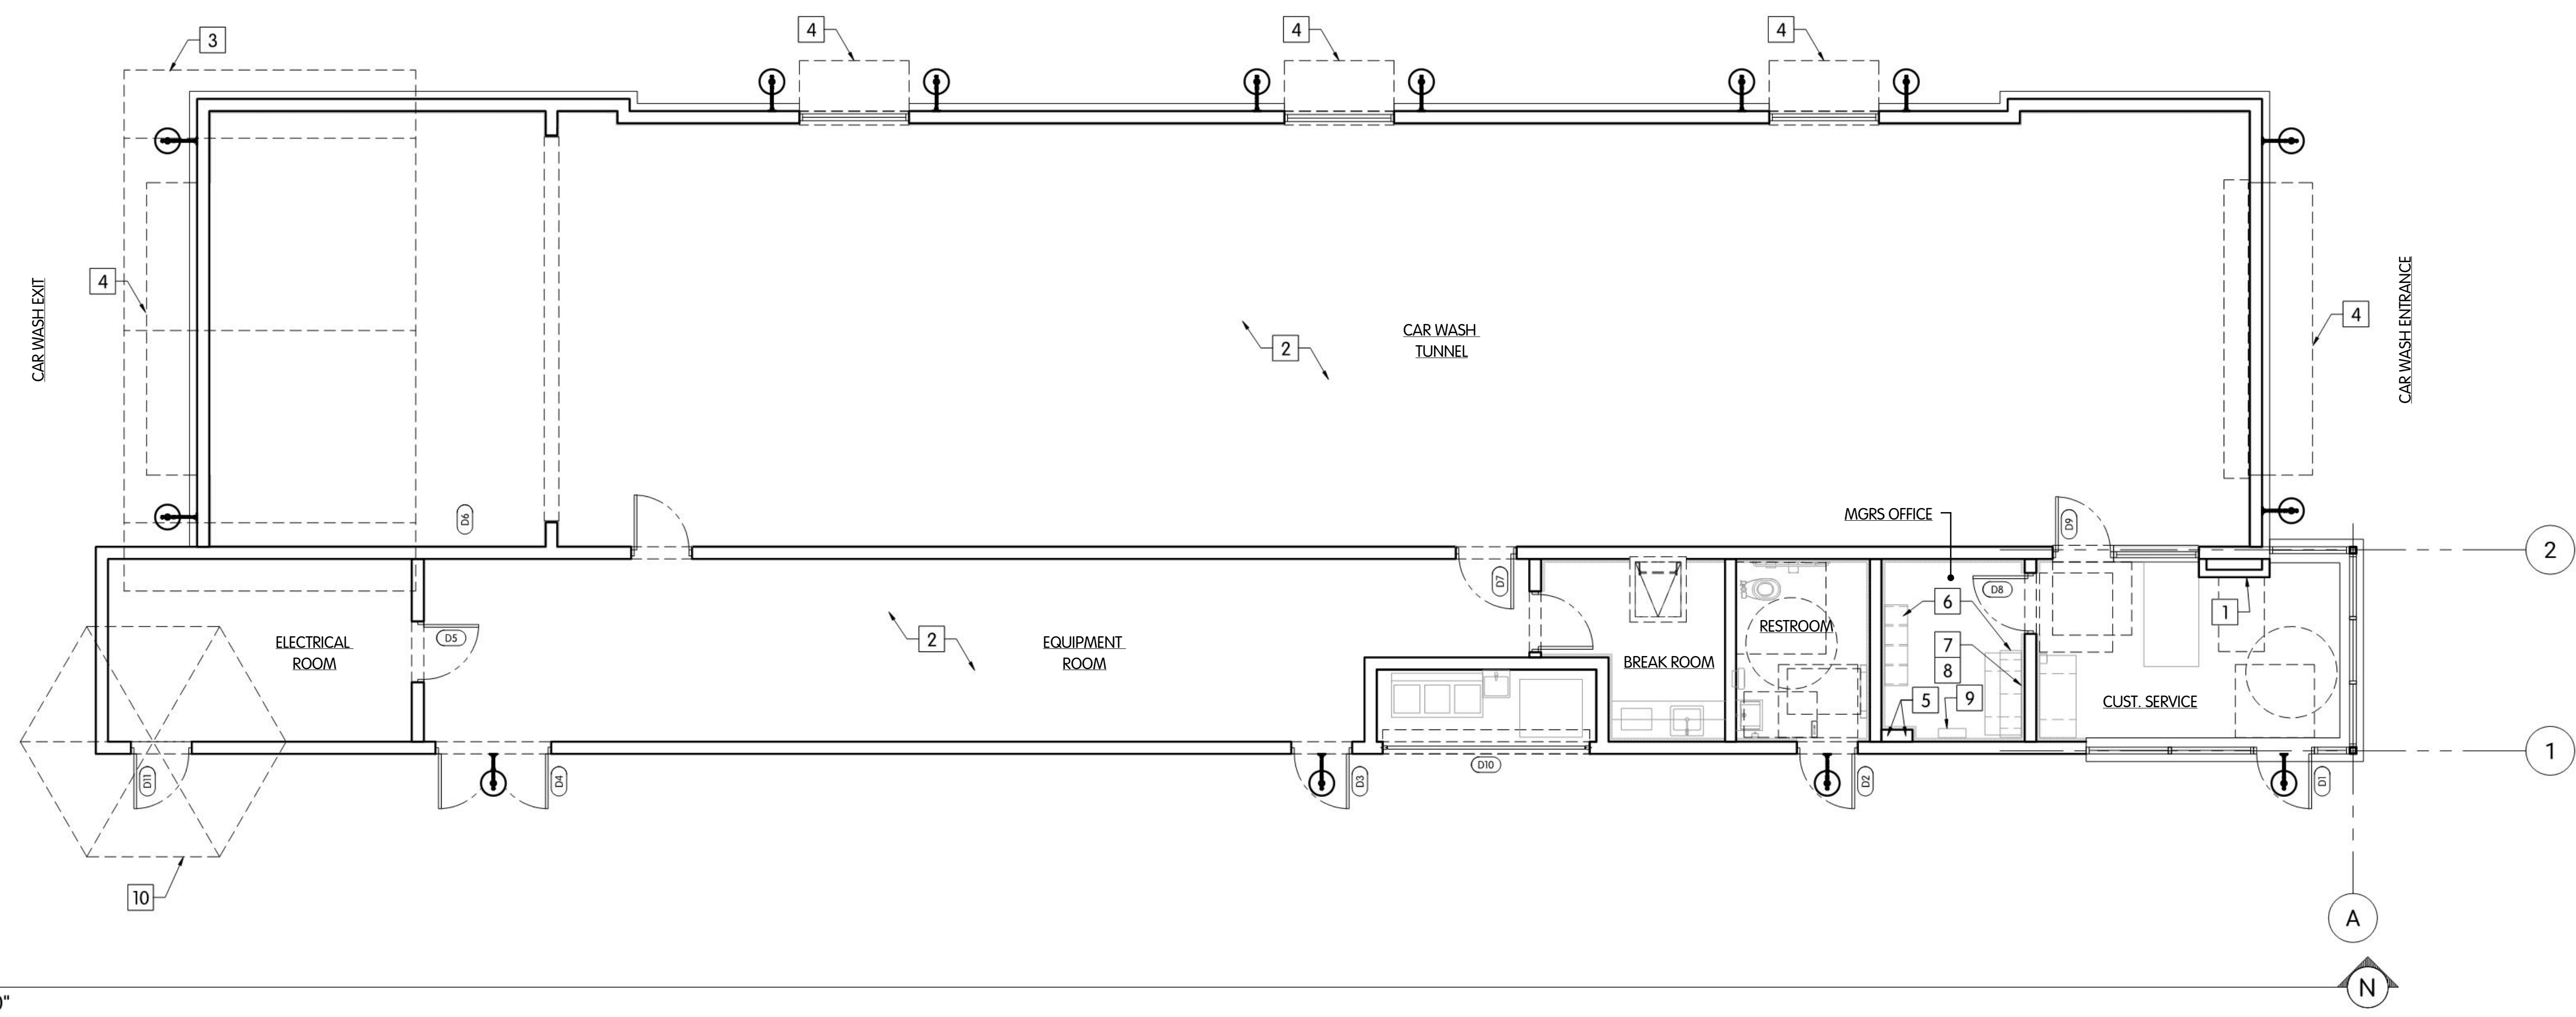 3
4
4
4
4
CAR WASH EXIT
2
CAR WASH
TUNNEL
4
CAR WASH ENTRANCE
D6
MGRS OFFICE
D9
2
D7
D8
6
1
ELECTRICAL
ROOM
D5
2
EQUIPMENT
ROOM
BREAK ROOM
RESTROOM
7
8
5
9
CUST. SERVICE
D11
D4
D3
D10
D2
D1
1
10
A
N
0"